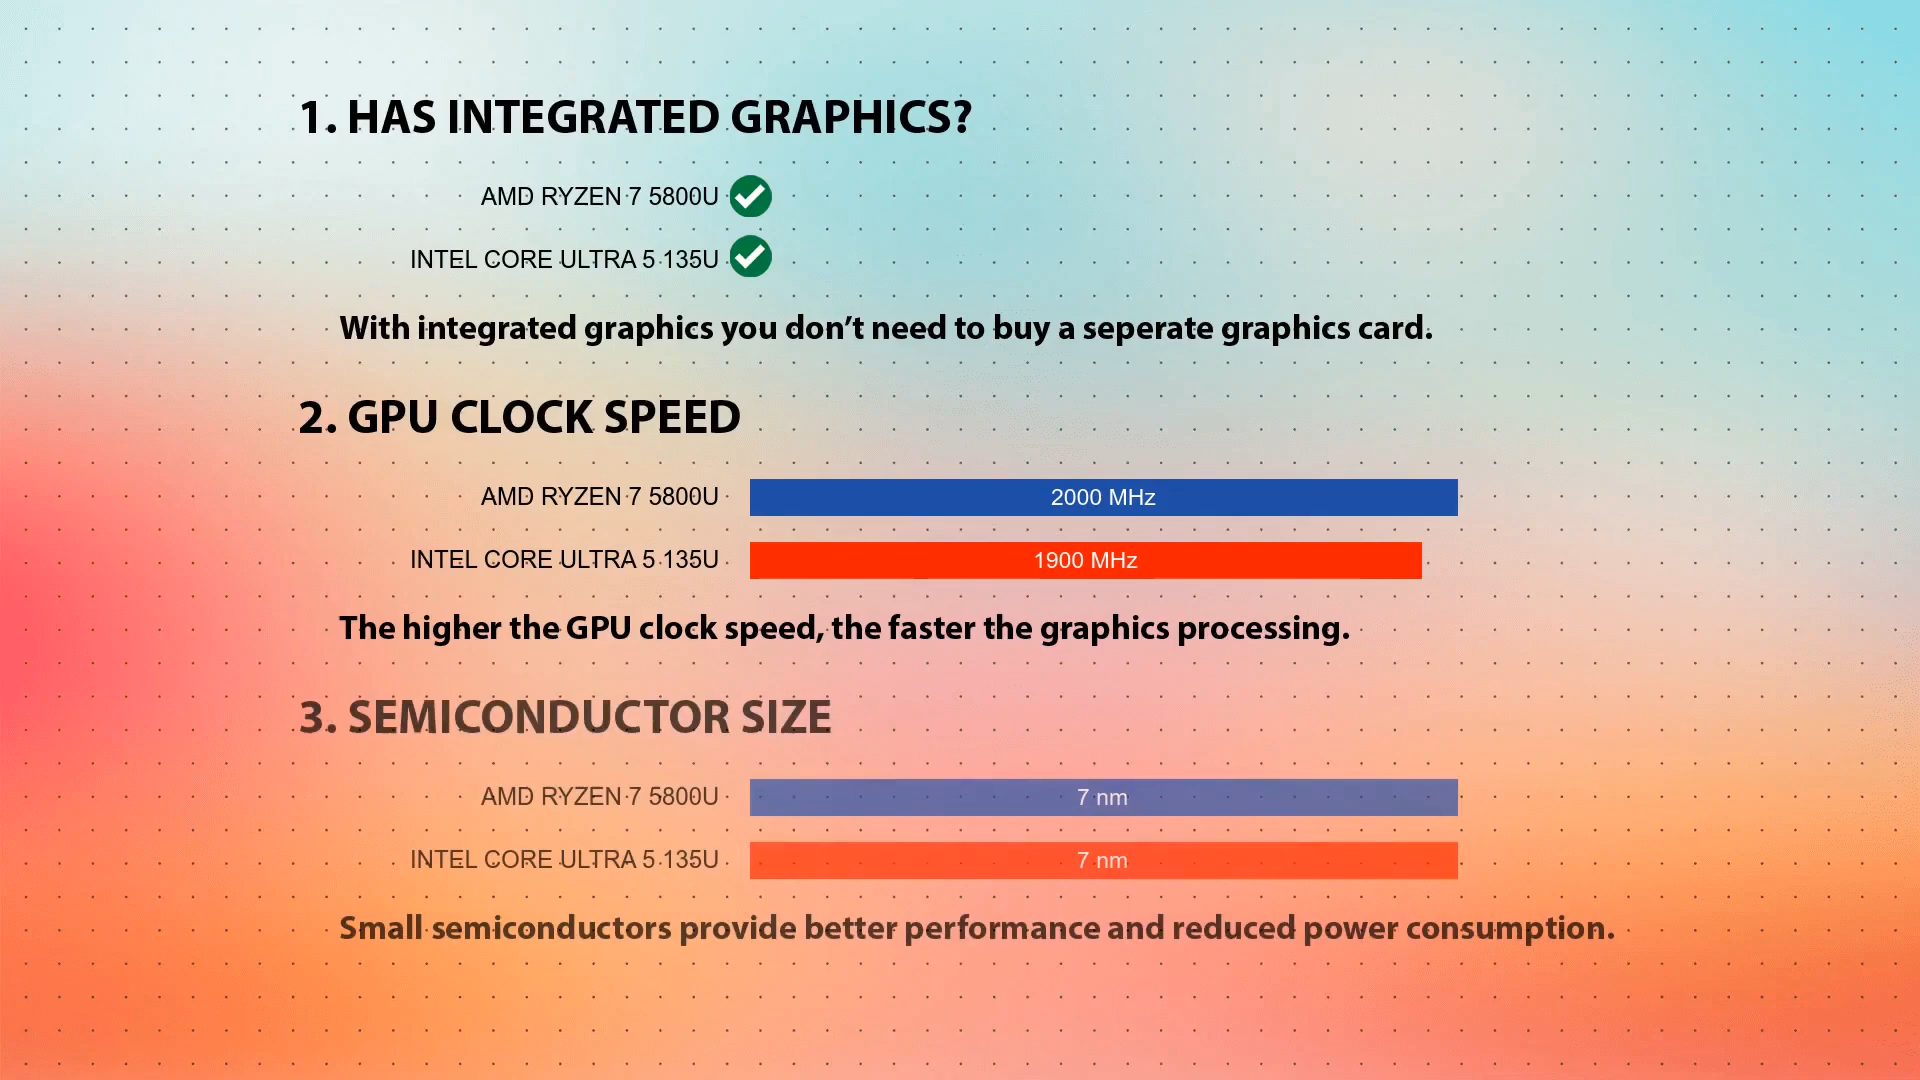 1. HAS INTEGRATED GRAPHICS?
AMD RYZEN 7 5800U
INTEL CORE ULTRA 5 135U
With integrated graphics you don’t need to buy a seperate graphics card.
2. GPU CLOCK SPEED
AMD RYZEN 7 5800U 2000 MHz
INTEL CORE ULTRA 5 135U 1900 MHz
The higher the GPU clock speed, the faster the graphics processing.
3. SEMICONDUCTOR SIZE
AMD RYZEN 7 5800U 7 nm
INTEL CORE ULTRA 5 135U 7 nm
Small semiconductors provide better performance and reduced power consumption.